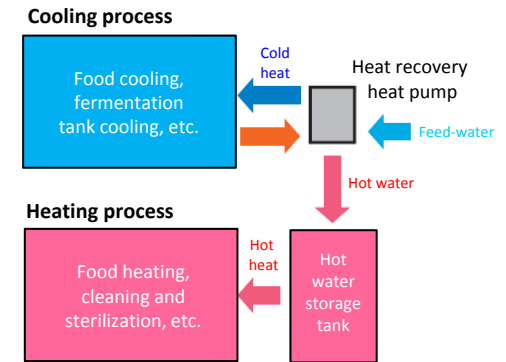 Cooling process
Food cooling,
fermentation
tank cooling, etc.
Cold
heat
Heat recovery
heat pump
Feed-water
Hot water
Heating process
Food heating,
cleaning and
sterilization, etc.
Hot
heat
Hot
water
storage
tank